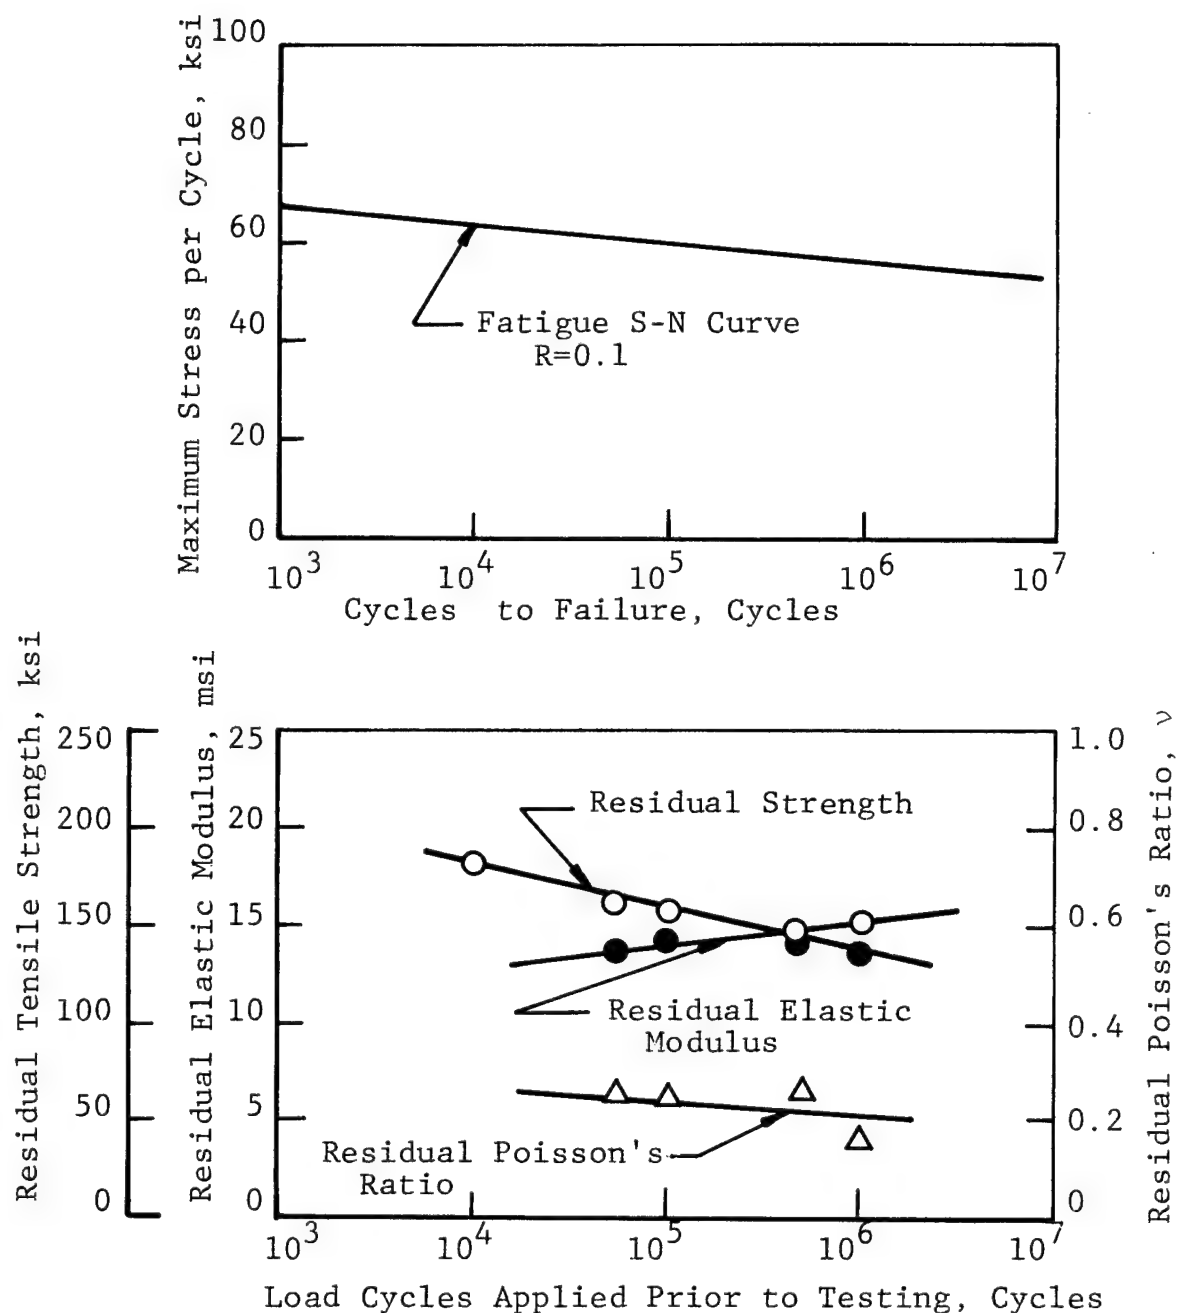 Maximum Stress per Cycle, ksi
100
80
60
40
20
0
Fatigue S-N Curve
R=0.1
10^3 10^4 10^5 10^6 10^7
Cycles to Failure, Cycles
Residual Tensile Strength, ksi
250
200
150
100
50
0
Residual Elastic Modulus, msi
25
20
15
10
5
0
Residual Strength
Residual Elastic
Modulus
Residual Poisson's
Ratio
1.0
0.8
0.6
0.4
0.2
0
Residual Poisson's Ratio, ν
10^3 10^4 10^5 10^6 10^7
Load Cycles Applied Prior to Testing, Cycles